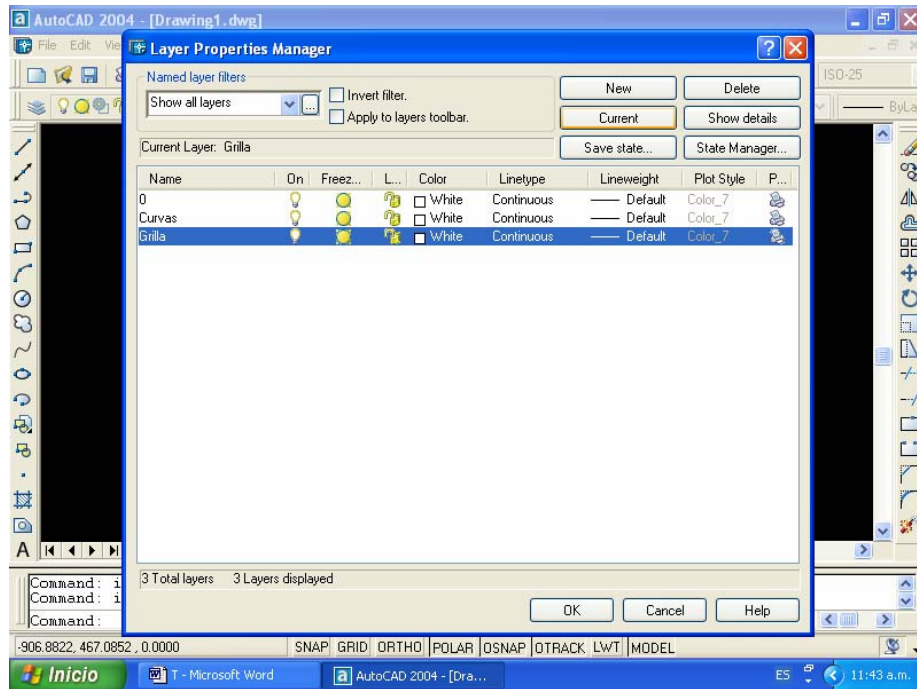 AutoCAD 2004 - [Drawing1.dwg]
File Edit Vie
Layer Properties Manager
Named layer filters
Show all layers
...
Invert filter.
Apply to layers toolbar.
New Delete
Current Show details
Save state... State Manager...
ISO-25
ByLa
Current Layer: Grilla
Name On Freez... L... Color Linetype Lineweight Plot Style P...
0 White Continuous Default Color_7
Curvas White Continuous Default Color_7
Grilla White Continuous Default Color_7
3 Total layers 3 Layers displayed
OK Cancel Help
Command: i
Command: i
Command:
-906.8822, 467.0852 , 0.0000 SNAP GRID ORTHO POLAR OSNAP OTRACK LWT MODEL
Inicio T - Microsoft Word AutoCAD 2004 - [Dra... ES 11:43 a.m.